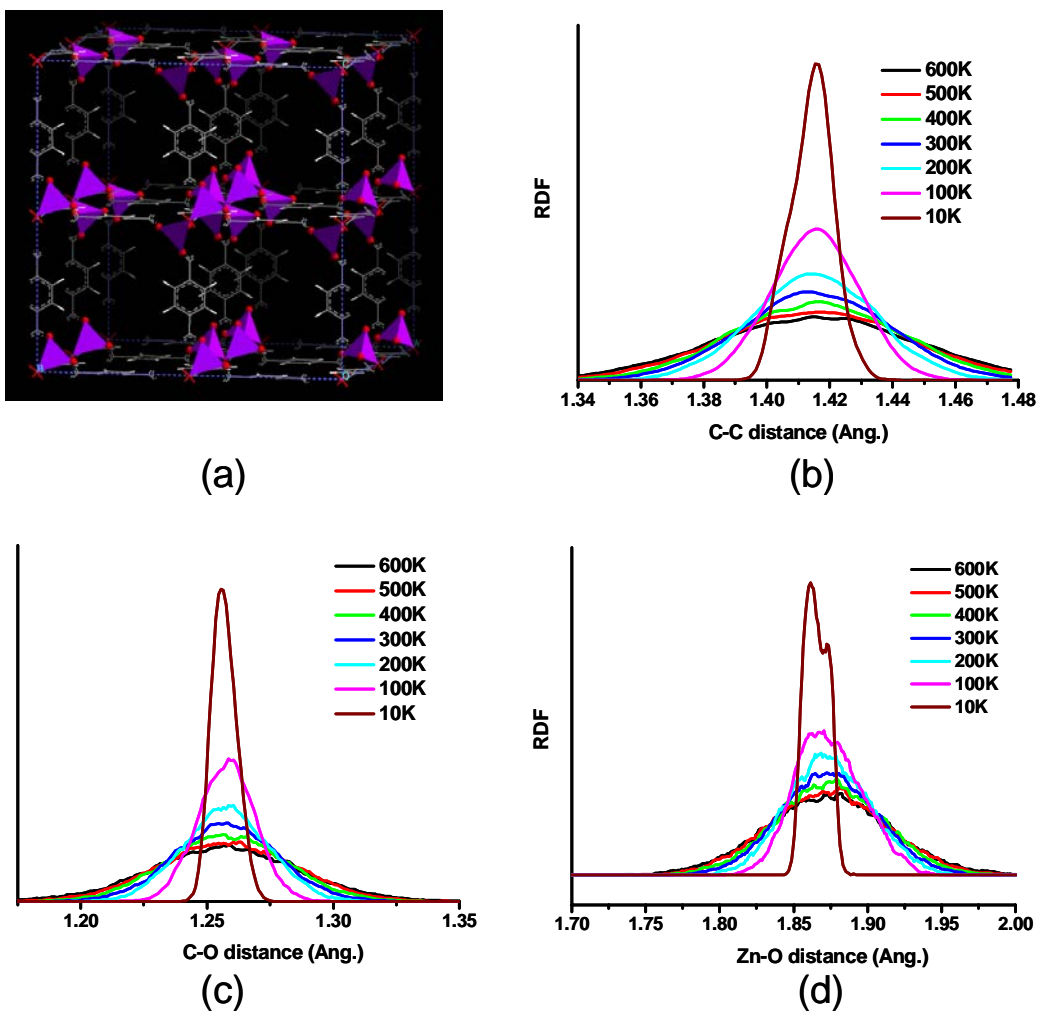 600K
500K
400K
300K
200K
100K
10K
RDF
1.34 1.36 1.38 1.40 1.42 1.44 1.46 1.48
C-C distance (Ang.)
(a)
(b)
600K
500K
400K
300K
200K
100K
10K
1.20 1.25 1.30 1.35
C-O distance (Ang.)
(c)
600K
500K
400K
300K
200K
100K
10K
RDF
1.70 1.75 1.80 1.85 1.90 1.95 2.00
Zn-O distance (Ang.)
(d)